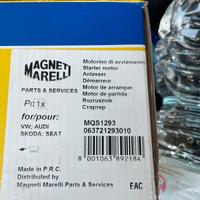 MAGNETI
MARELLI
PARTS & SERVICES
Motorino di avviamento
Starter motor
Anlasser
Démarreur
Motor de arranque
Motor de partida
Rozrusznik
Стартер
1x
for/pour:
VW; AUDI
SKODA; SEAT
MQS1293
063721293010
8 001063 892184
Made in P.R.C.
Distributed by
Magneti Marelli Parts & Services
EAC